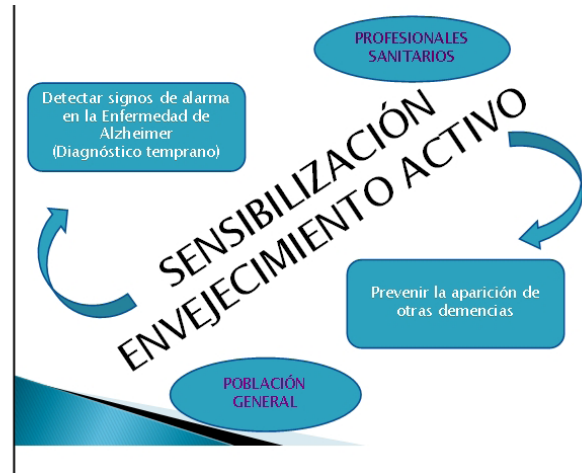 PROFESIONALES
SANITARIOS
Detectar signos de alarma
en la Enfermedad de
Alzheimer
(Diagnóstico temprano)
SENSIBILIZACIÓN
ENVEJECIMIENTO ACTIVO
Prevenir la aparición de
otras demencias
POBLACIÓN
GENERAL